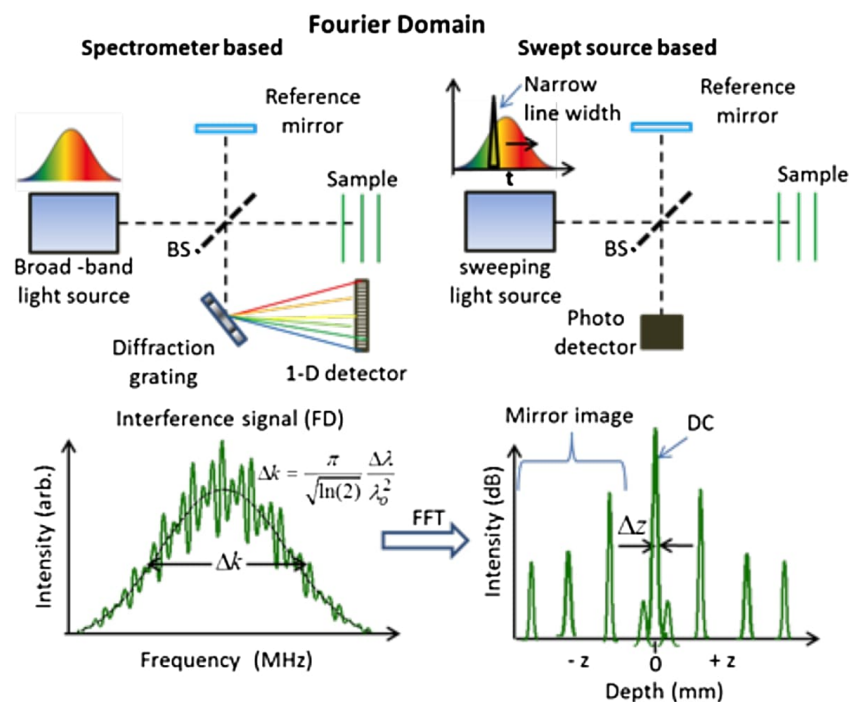 Fourier Domain
Spectrometer based
Swept source based
Reference
mirror
Sample
BS
Broad -band
light source
Diffraction
grating
1-D detector
Narrow
line width
t
Reference
mirror
Sample
BS
sweeping
light source
Photo
detector
Interference signal (FD)
Intensity (arb.)
Δk = π/√ln(2) Δλ/λ₀²
Δk
Frequency (MHz)
FFT
Mirror image
DC
Intensity (dB)
Δz
- z 0 + z
Depth (mm)